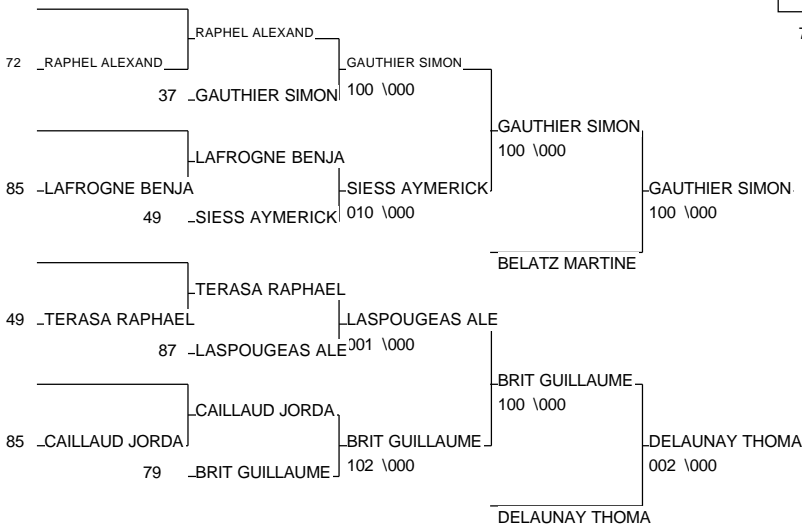 7
RAPHEL ALEXAND
72 RAPHEL ALEXAND GAUTHIER SIMON
37 GAUTHIER SIMON 100 \000
GAUTHIER SIMON
100 \000
LAFROGNE BENJA
85 LAFROGNE BENJA SIESS AYMERICK GAUTHIER SIMON
49 SIESS AYMERICK 010 \000 100 \000
BELATZ MARTINE
TERASA RAPHAEL
49 TERASA RAPHAEL LASPOUGEAS ALE
87 LASPOUGEAS ALE 001 \000
BRIT GUILLAUME
100 \000
CAILLAUD JORDA
85 CAILLAUD JORDA BRIT GUILLAUME DELAUNAY THOMA
79 BRIT GUILLAUME 102 \000 002 \000
DELAUNAY THOMA